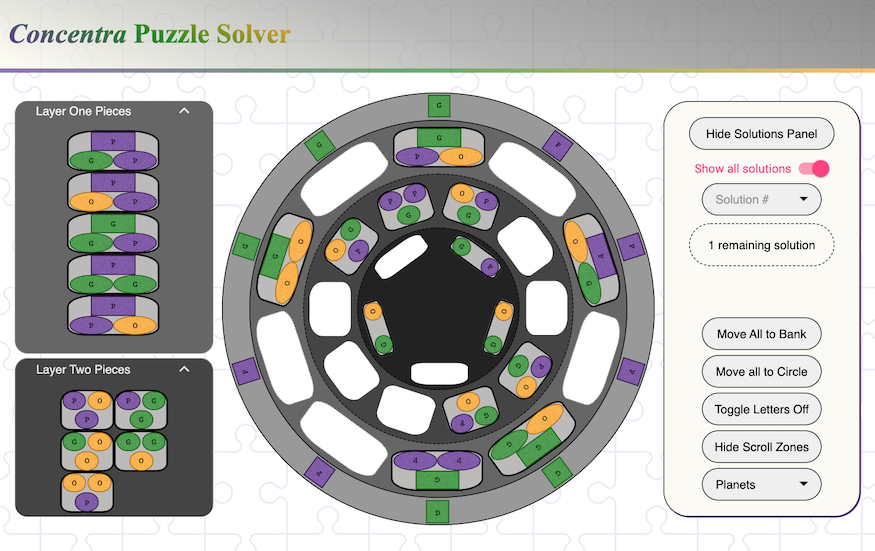 Concentra Puzzle Solver
Layer One Pieces
P
G P
P
O P
G
G P
P
G G
P
P O
Layer Two Pieces
P O P G
P G
G O G G
O O
O O
P
G
G P
G
P O
P P O P
G G
G O
G O O P G P
G P
O P
O G
O O
G G
P G P P
O
O
P G O
G G
P P
P G G
G
Hide Solutions Panel
Show all solutions
Solution #
1 remaining solution
Move All to Bank
Move all to Circle
Toggle Letters Off
Hide Scroll Zones
Planets